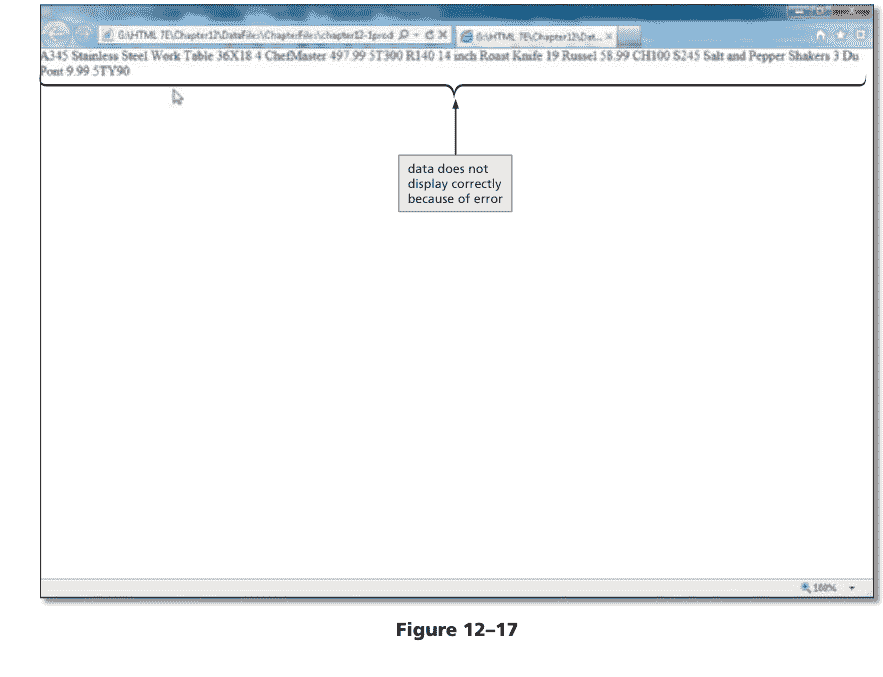 G:\HTML 7E\Chapter12\DataFiles\ChapterFiles\chapter12-1prod
G:\HTML 7E\Chapter12\Dat...
A345 Stainless Steel Work Table 36X18 4 ChefMaster 497.99 5T300 R140 14 inch Roast Knife 19 Russel 58.99 CH100 S245 Salt and Pepper Shakers 3 Du
Pont 9.99 5TY90
data does not
display correctly
because of error
100%
Figure 12–17